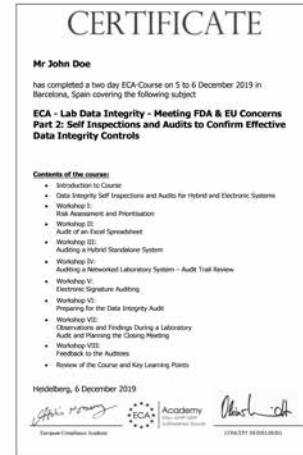 CERTIFICATE
Mr John Doe
has completed a two day ECA-Course on 5 to 6 December 2019 in
Barcelona, Spain covering the following subject
ECA - Lab Data Integrity - Meeting FDA & EU Concerns
Part 2: Self Inspections and Audits to Confirm Effective
Data Integrity Controls
Contents of the course:
• Introduction to Course
• Data Integrity Self Inspections and Audits for Hybrid and Electronic Systems
• Workshop I:
Risk Assessment and Prioritisation
• Workshop II:
Audit of an Excel Spreadsheet
• Workshop III:
Auditing a Hybrid Standalone System
• Workshop IV:
Auditing a Networked Laboratory System – Audit Trail Review
• Workshop V:
Electronic Signature Auditing
• Workshop VI:
Preparing for the Data Integrity Audit
• Workshop VII:
Observations and Findings During a Laboratory
Audit and Planning the Closing Meeting
• Workshop VIII:
Feedback to the Auditees
• Review of the Course and Key Learning Points
Heidelberg, 6 December 2019
ECA Academy
European Compliance Academy
CONCEPT HEIDELBERG